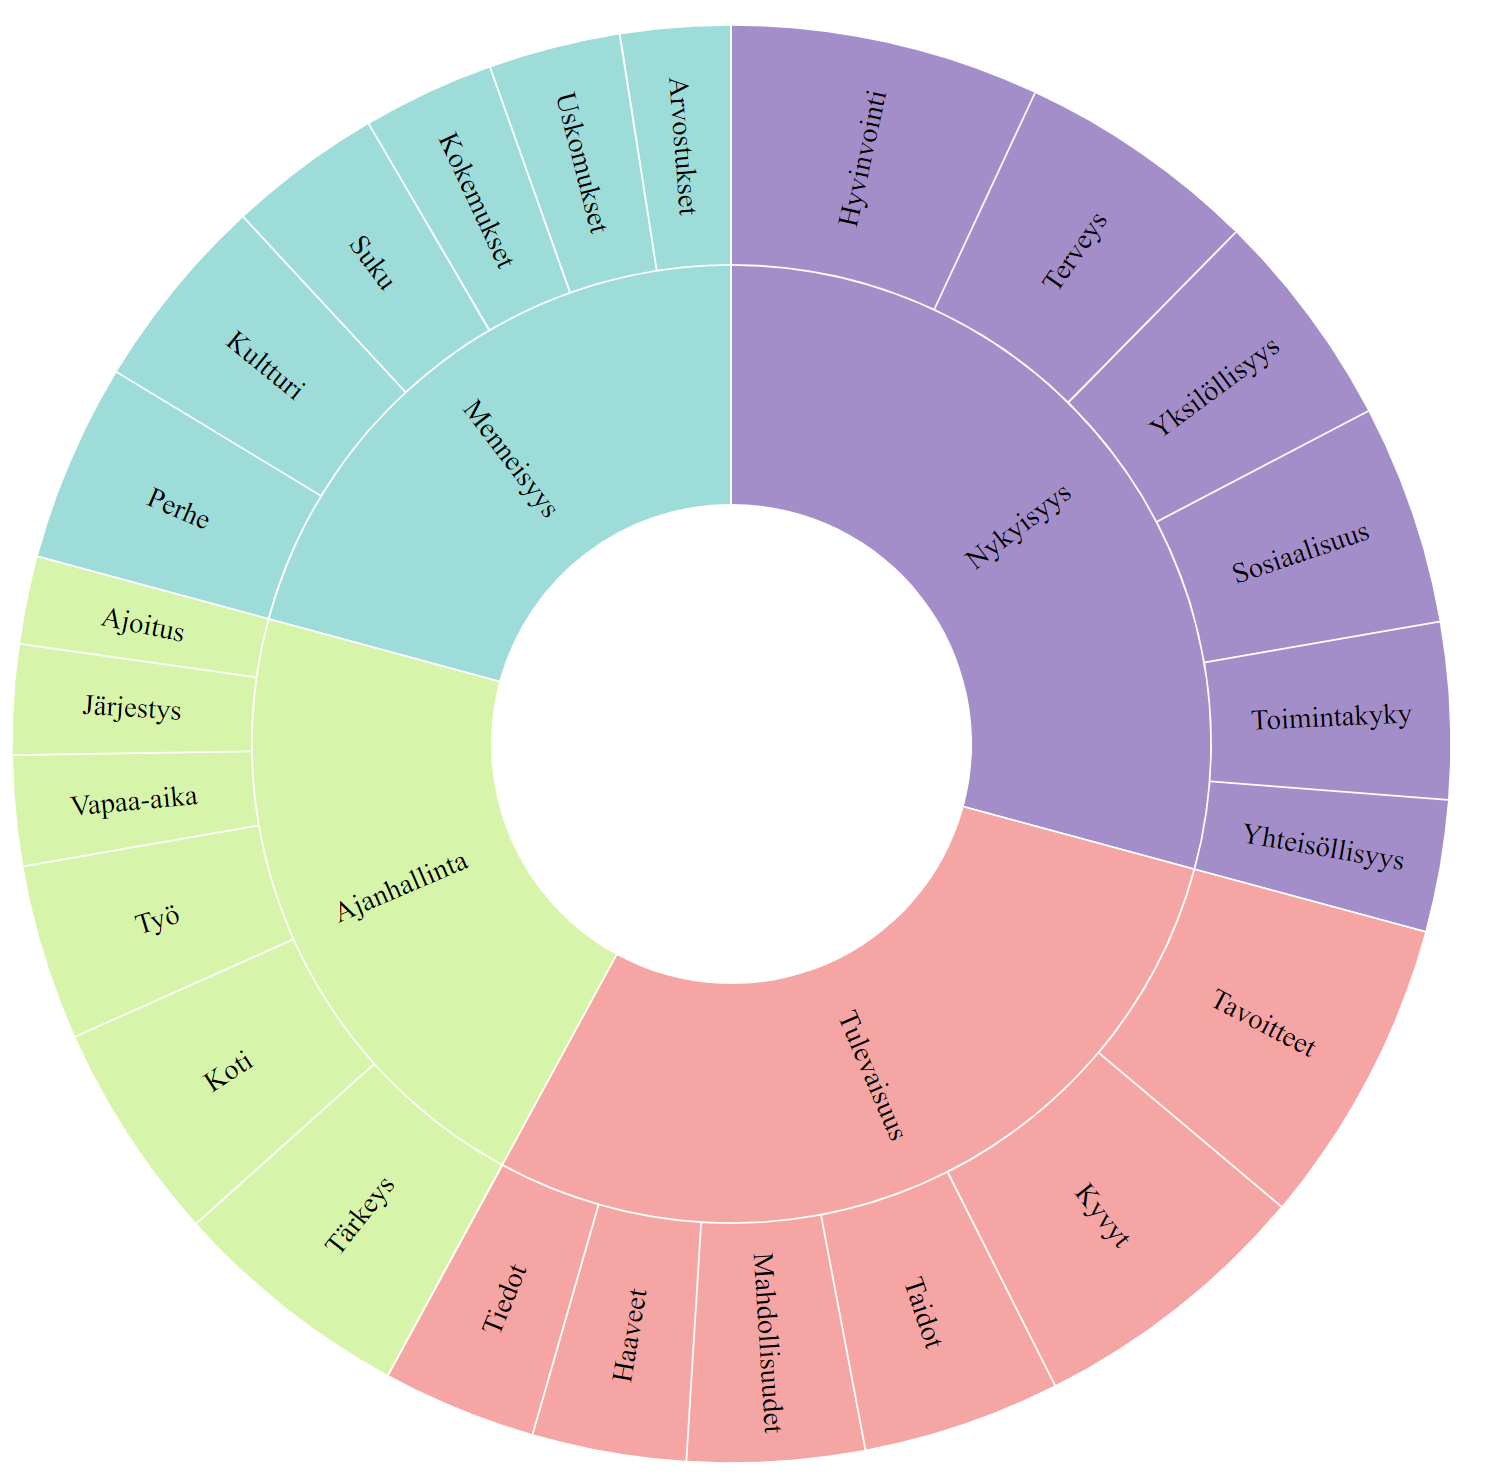 Nykyisyys
Hyvinvointi
Terveys
Yksilöllisyys
Sosiaalisuus
Toimintakyky
Yhteisöllisyys
Tulevaisuus
Tavoitteet
Kyvyt
Taidot
Mahdollisuudet
Haaveet
Tiedot
Ajanhallinta
Tärkeys
Koti
Työ
Vapaa-aika
Järjestys
Ajoitus
Menneisyys
Perhe
Kultturi
Suku
Kokemukset
Uskomukset
Arvostukset